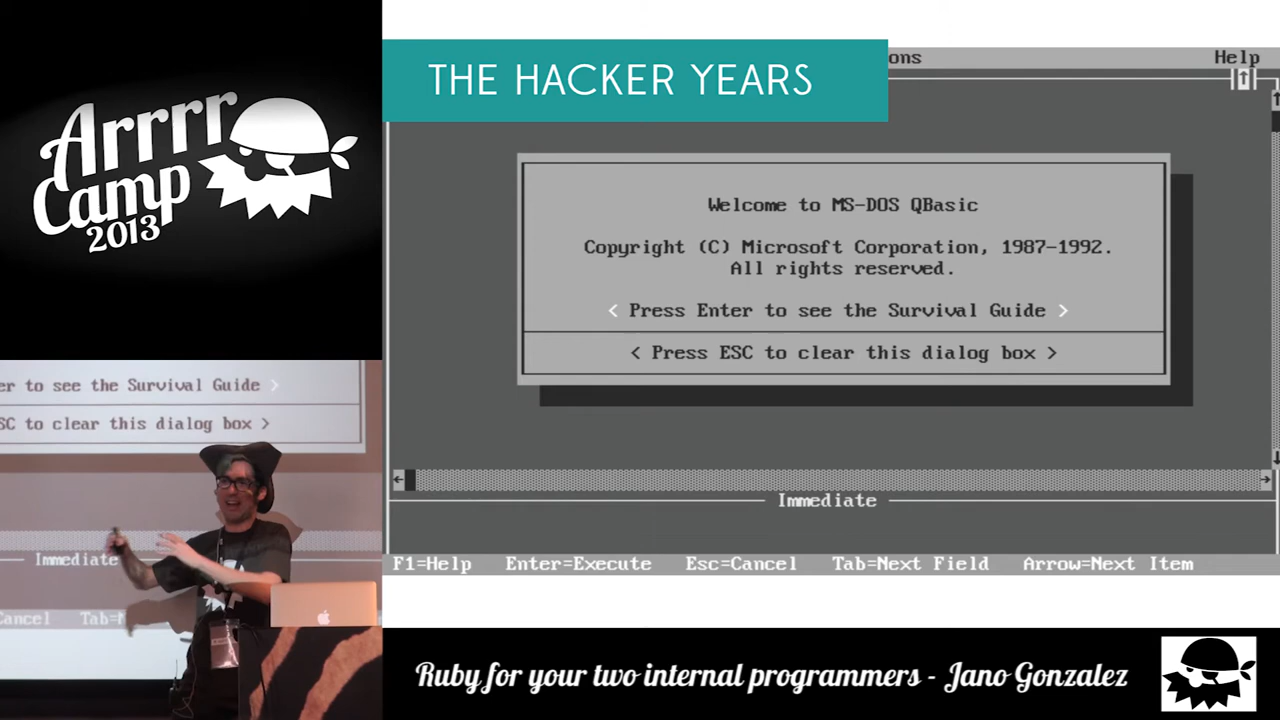 Arrrr
Camp
2013
THE HACKER YEARS
ons
Help
Welcome to MS-DOS QBasic
Copyright (C) Microsoft Corporation, 1987-1992.
All rights reserved.
< Press Enter to see the Survival Guide >
< Press ESC to clear this dialog box >
Immediate
F1=Help Enter=Execute Esc=Cancel Tab=Next Field Arrow=Next Item
er to see the Survival Guide >
SC to clear this dialog box >
Immediate
Cancel Tab=N
Ruby for your two internal programmers - Jano Gonzalez